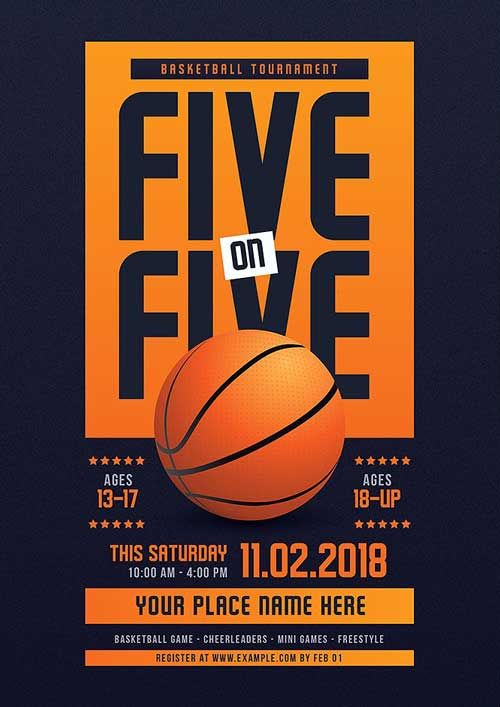 BASKETBALL TOURNAMENT
FIVE
ON
FIVE
AGES
13-17
AGES
18-UP
THIS SATURDAY
10:00 AM - 4:00 PM
11.02.2018
YOUR PLACE NAME HERE
BASKETBALL GAME - CHEERLEADERS - MINI GAMES - FREESTYLE
REGISTER AT WWW.EXAMPLE.COM BY FEB 01